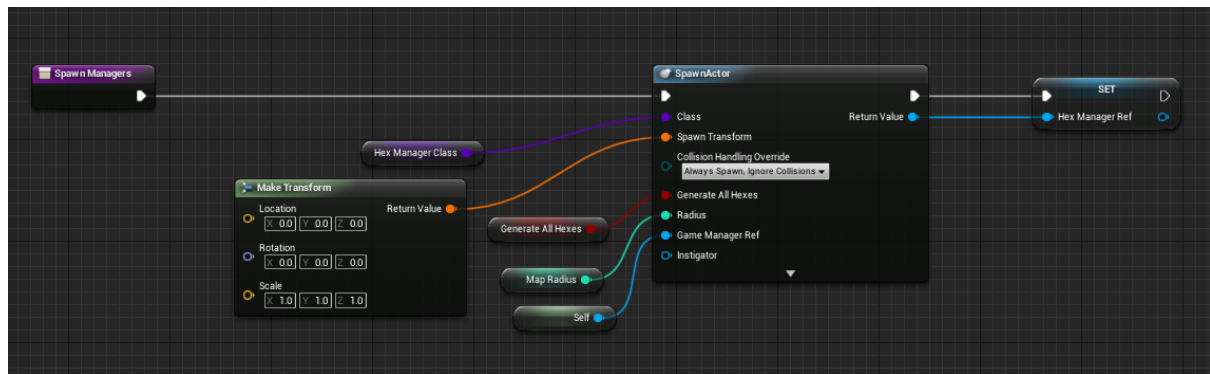 Spawn Managers
Hex Manager Class
Make Transform
Location
Return Value
X 0.0 Y 0.0 Z 0.0
Rotation
X 0.0 Y 0.0 Z 0.0
Scale
X 1.0 Y 1.0 Z 1.0
Generate All Hexes
Map Radius
Self
SpawnActor
Class
Return Value
Spawn Transform
Collision Handling Override
Always Spawn, Ignore Collisions
Generate All Hexes
Radius
Game Manager Ref
Instigator
SET
Hex Manager Ref